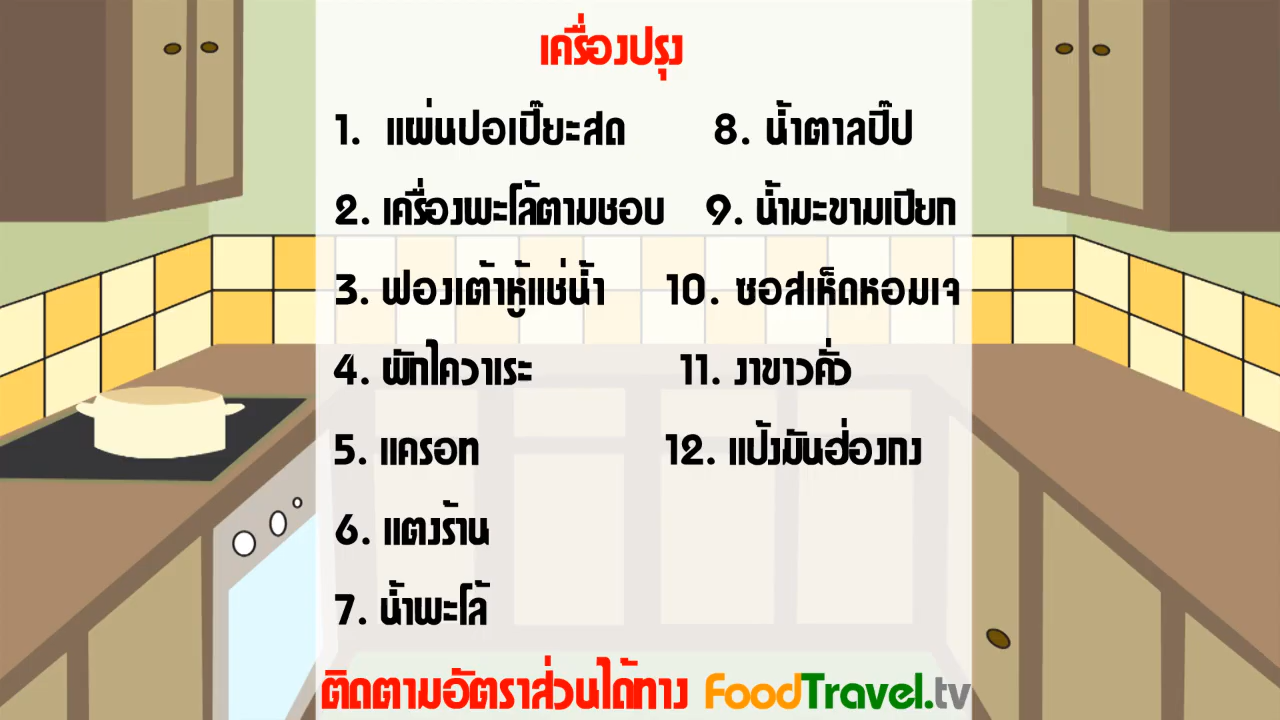 เครื่องปรุง
1. แผ่นปอเปี๊ยะสด
2. เครื่องพะโล้ตามชอบ
3. ฟองเต้าหู้แช่น้ำ
4. ผักไควาเระ
5. แครอท
6. แตงร้าน
7. น้ำพะโล้
8. น้ำตาลปี๊ป
9. น้ำมะขามเปียก
10. ซอสเห็ดหอมเจ
11. งาขาวคั่ว
12. แป้งมันฮ่องกง
ติดตามอัตราส่วนได้ทาง FoodTravel.tv